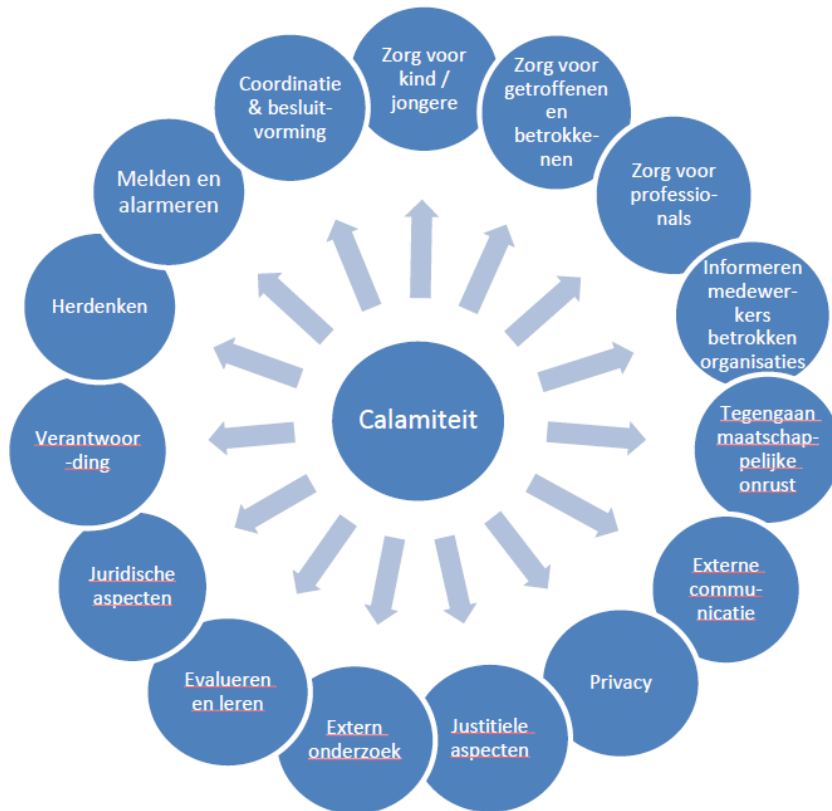 Zorg voor
kind /
jongere
Zorg voor
getroffenen
en
betrokke-
nen
Zorg voor
professio-
nals
Informeren
medewer-
kers
betrokken
organisaties
Tegengaan
maatschap-
pelijke
onrust
Externe
commu-
nicatie
Privacy
Justitiele
aspecten
Extern
onderzoek
Evalueren
en leren
Juridische
aspecten
Verantwoor
-ding
Herdenken
Melden en
alarmeren
Coordinatie
& besluit-
vorming
Calamiteit